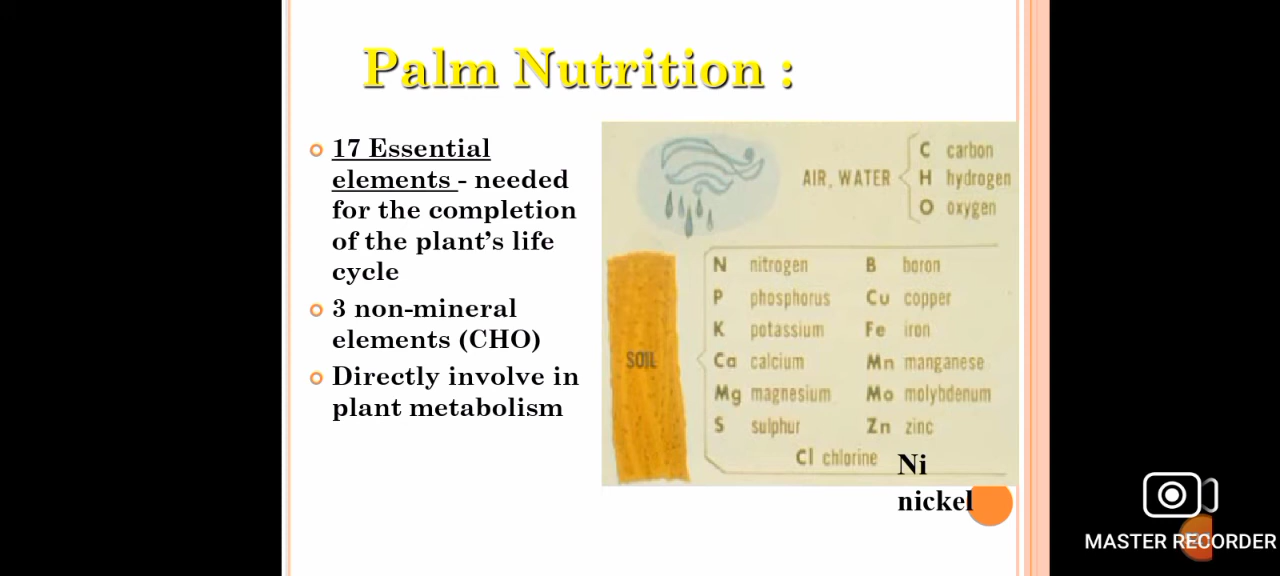 Palm Nutrition :
17 Essential
elements - needed
for the completion
of the plant's life
cycle
3 non-mineral
elements (CHO)
Directly involve in
plant metabolism
AIR, WATER
C carbon
H hydrogen
O oxygen
SOIL
N nitrogen B boron
P phosphorus Cu copper
K potassium Fe iron
Ca calcium Mn manganese
Mg magnesium Mo molybdenum
S sulphur Zn zinc
Cl chlorine Ni
nickel
MASTER RECORDER